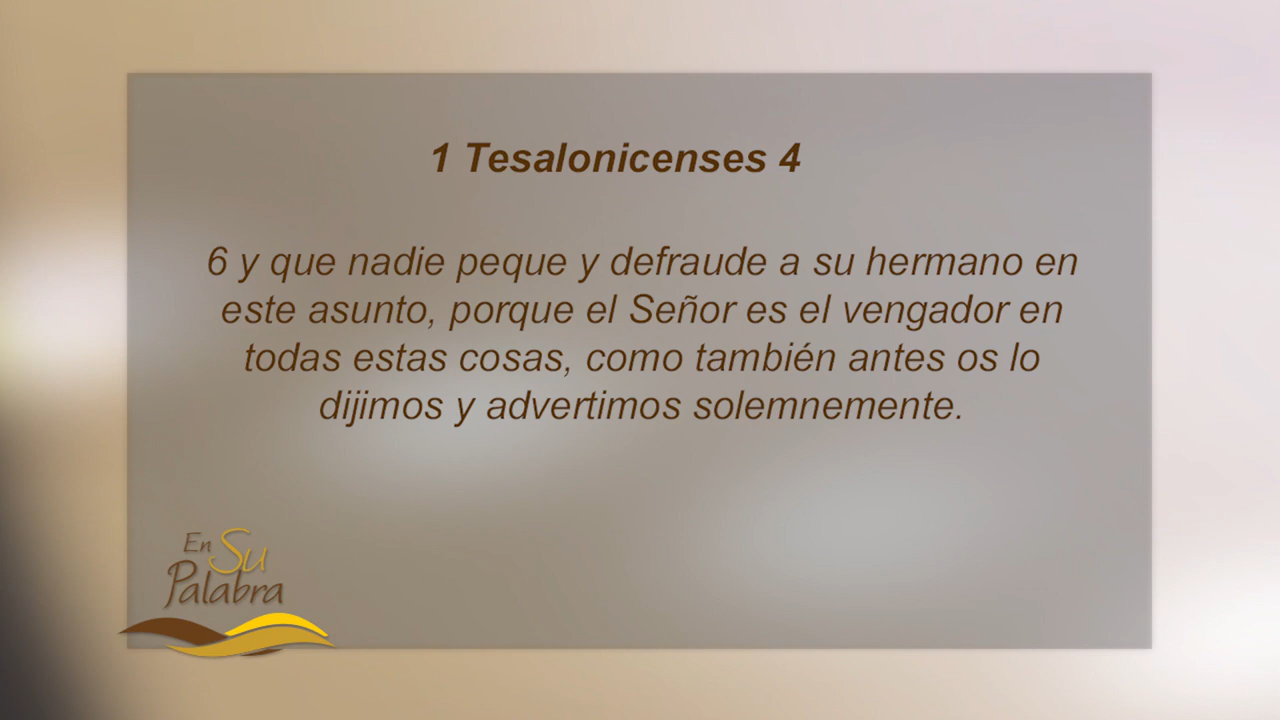 1 Tesalonicenses 4
6 y que nadie peque y defraude a su hermano en
este asunto, porque el Señor es el vengador en
todas estas cosas, como también antes os lo
dijimos y advertimos solemnemente.
En Su
Palabra